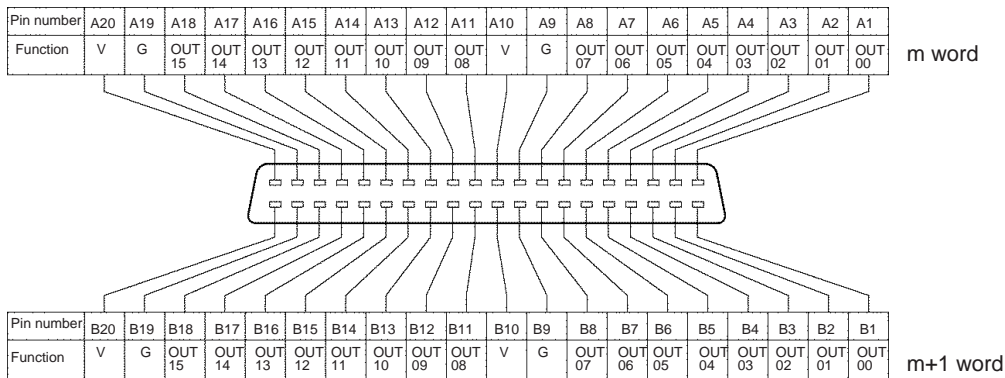 Pin number A20 A19 A18 A17 A16 A15 A14 A13 A12 A11 A10 A9 A8 A7 A6 A5 A4 A3 A2 A1
Function V G OUT OUT OUT OUT OUT OUT OUT OUT V G OUT OUT OUT OUT OUT OUT OUT OUT
15 14 13 12 11 10 09 08 07 06 05 04 03 02 01 00
m word
Pin number B20 B19 B18 B17 B16 B15 B14 B13 B12 B11 B10 B9 B8 B7 B6 B5 B4 B3 B2 B1
Function V G OUT OUT OUT OUT OUT OUT OUT OUT V G OUT OUT OUT OUT OUT OUT OUT OUT
15 14 13 12 11 10 09 08 07 06 05 04 03 02 01 00
m+1 word